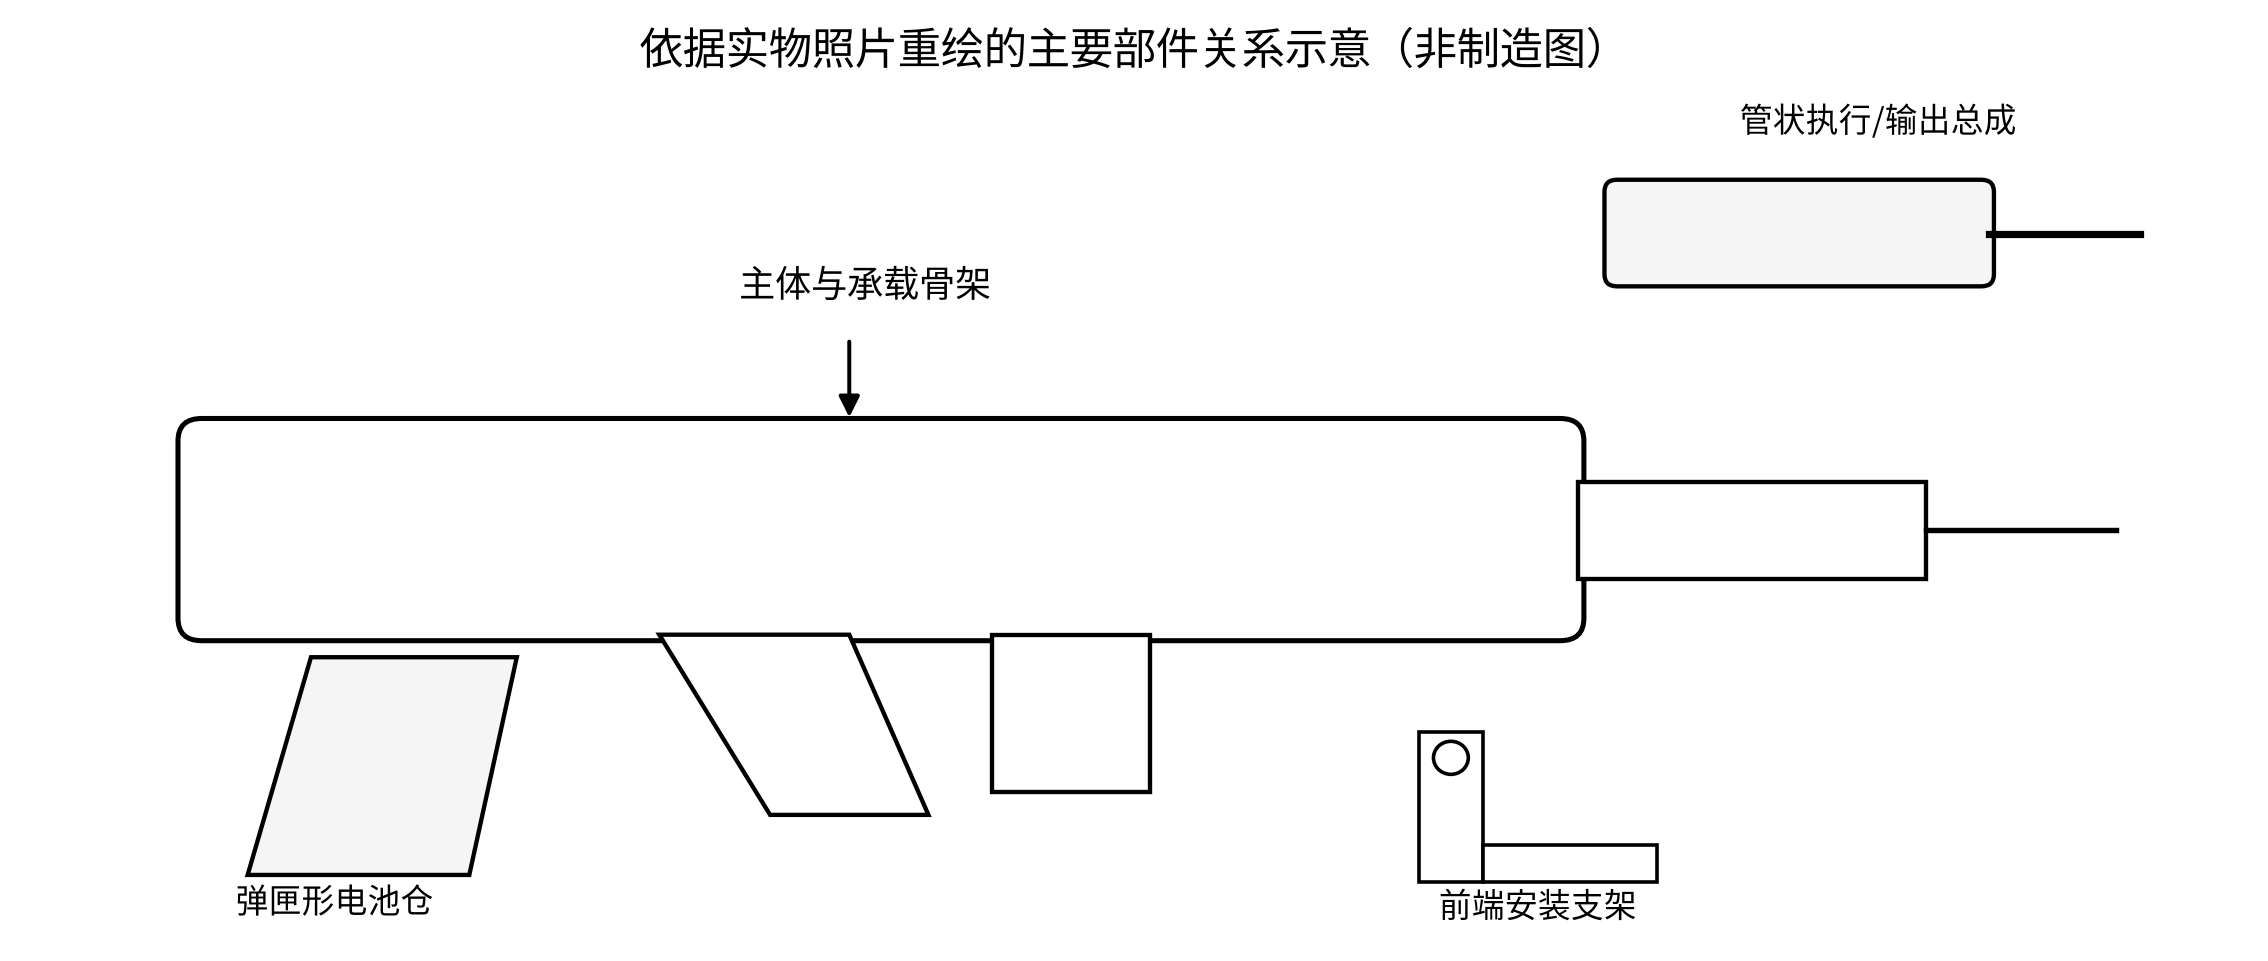 依据实物照片重绘的主要部件关系示意（非制造图）
管状执行/输出总成
主体与承载骨架
弹匣形电池仓
前端安装支架